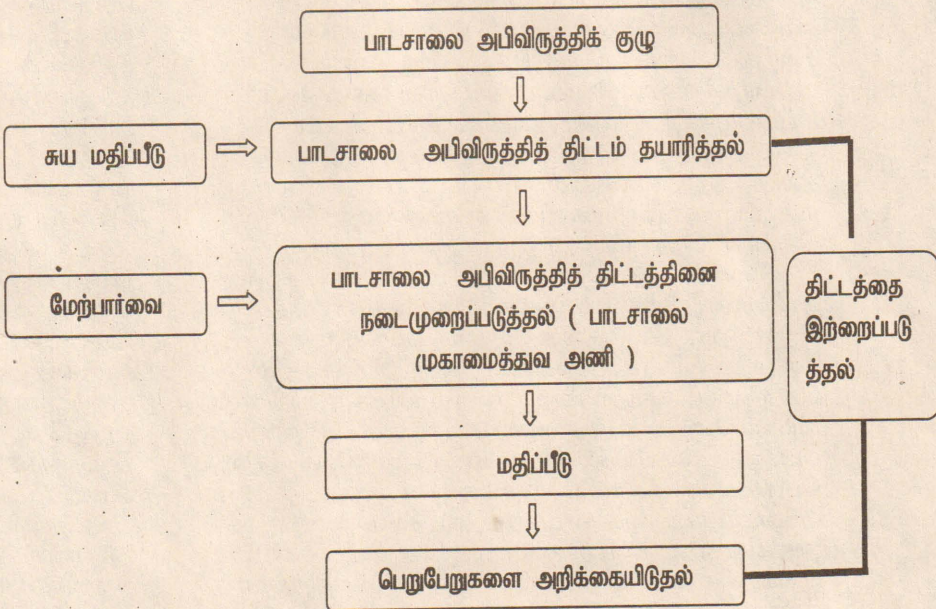 பாடசாலை அபிவிருத்திக் குழு
சுய மதிப்பீடு
பாடசாலை அபிவிருத்தித் திட்டம் தயாரித்தல்
மேற்பார்வை
பாடசாலை அபிவிருத்தித் திட்டத்தினை
நடைமுறைப்படுத்தல் ( பாடசாலை
முகாமைத்துவ அணி )
திட்டத்தை
இற்றைப்படு
த்தல்
மதிப்பீடு
பெறுபேறுகளை அறிக்கையிடுதல்